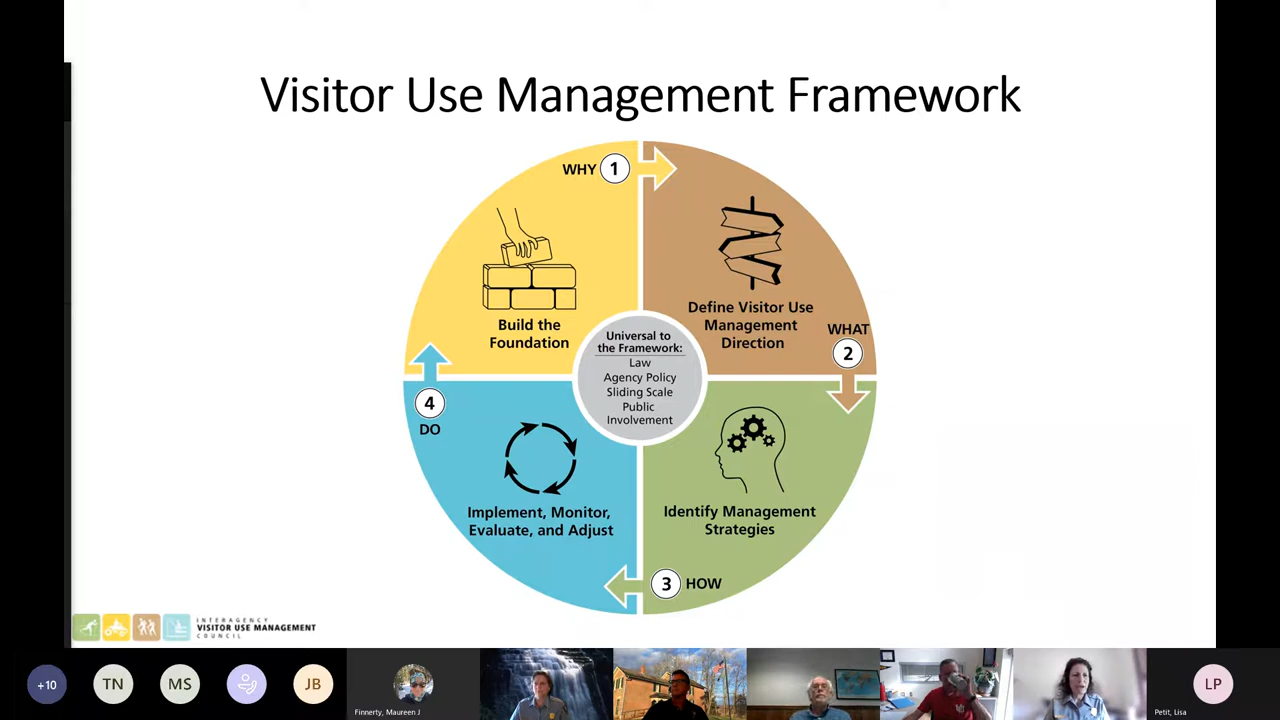 Visitor Use Management Framework
WHY 1
Build the
Foundation
Define Visitor Use
Management
Direction
WHAT
2
Universal to
the Framework:
Law
Agency Policy
Sliding Scale
Public
Involvement
4
DO
Implement, Monitor,
Evaluate, and Adjust
Identify Management
Strategies
3 HOW
INTERAGENCY
VISITOR USE MANAGEMENT
COUNCIL
+10
TN
MS
JB
Finnerty, Maureen J
LP
Petit, Lisa